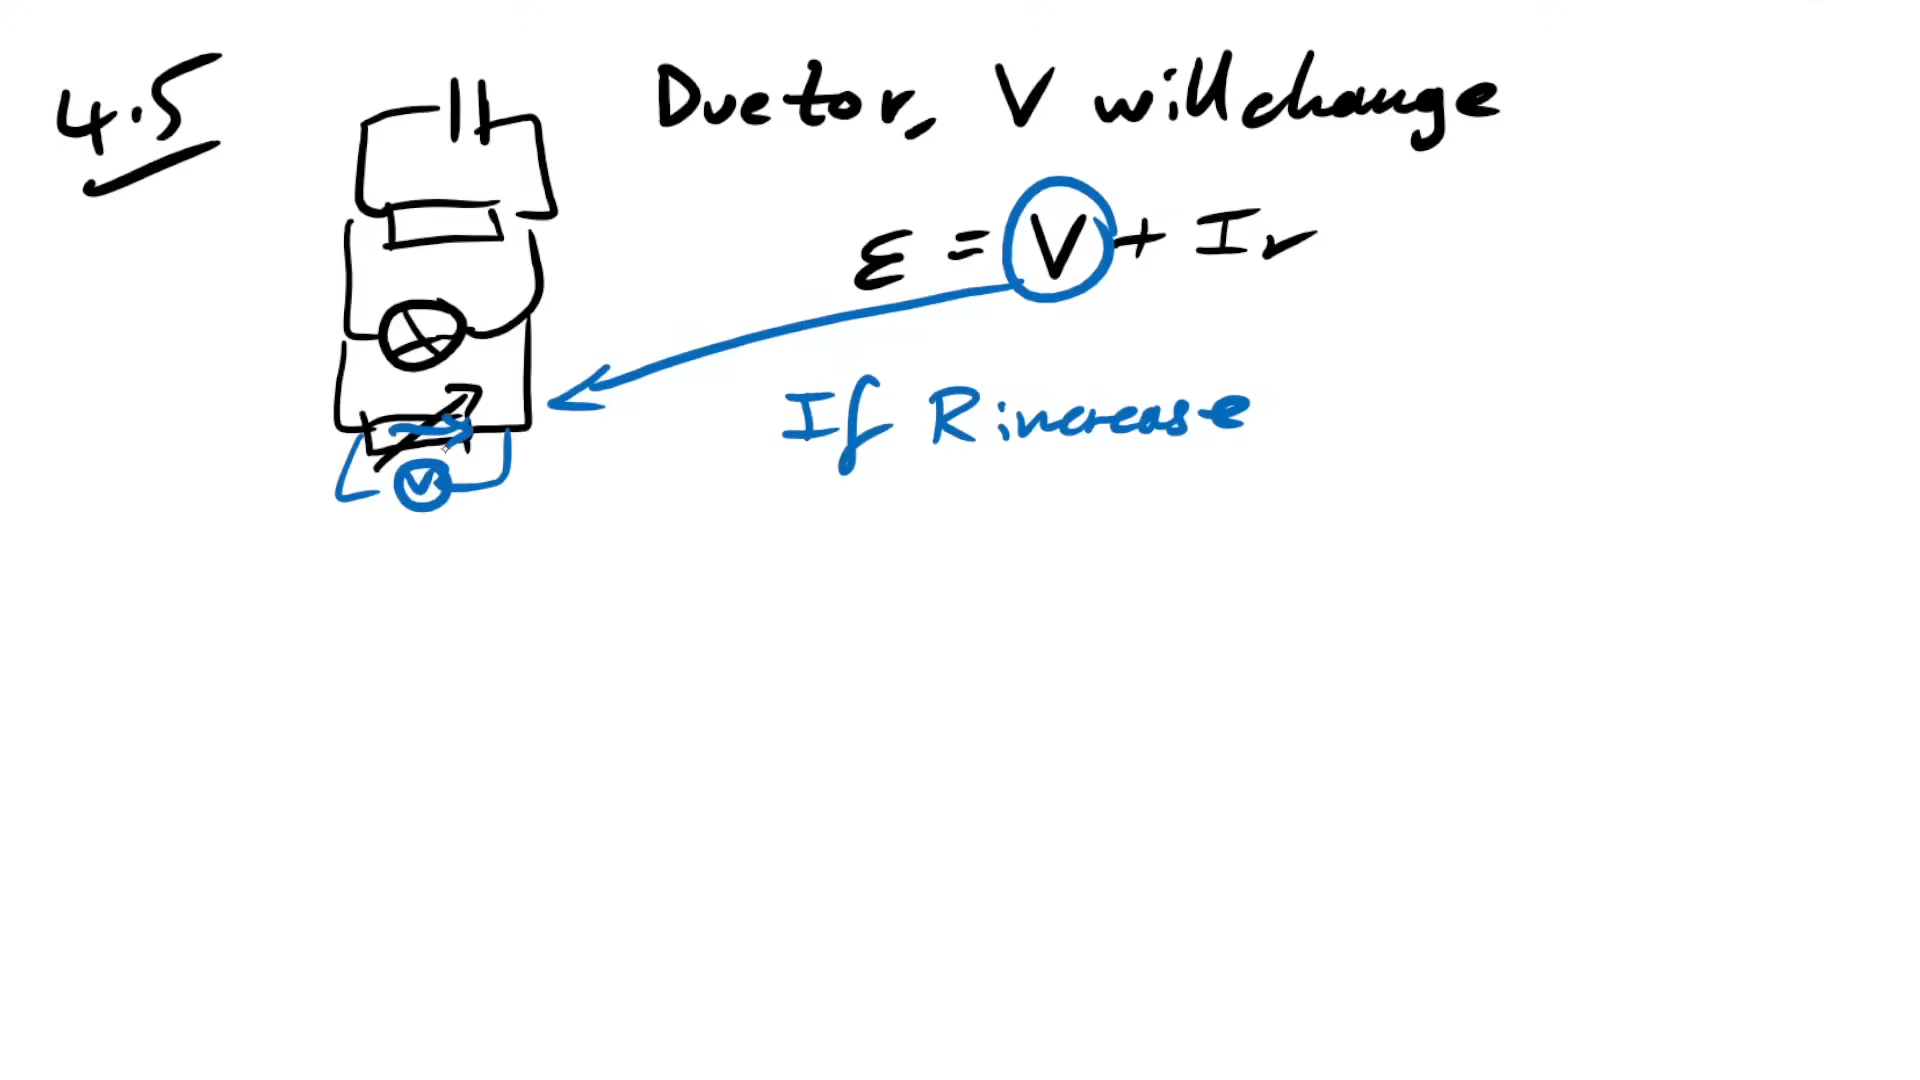 4.5
Due to r, V will change
ε = V + Ir
If R increase
V